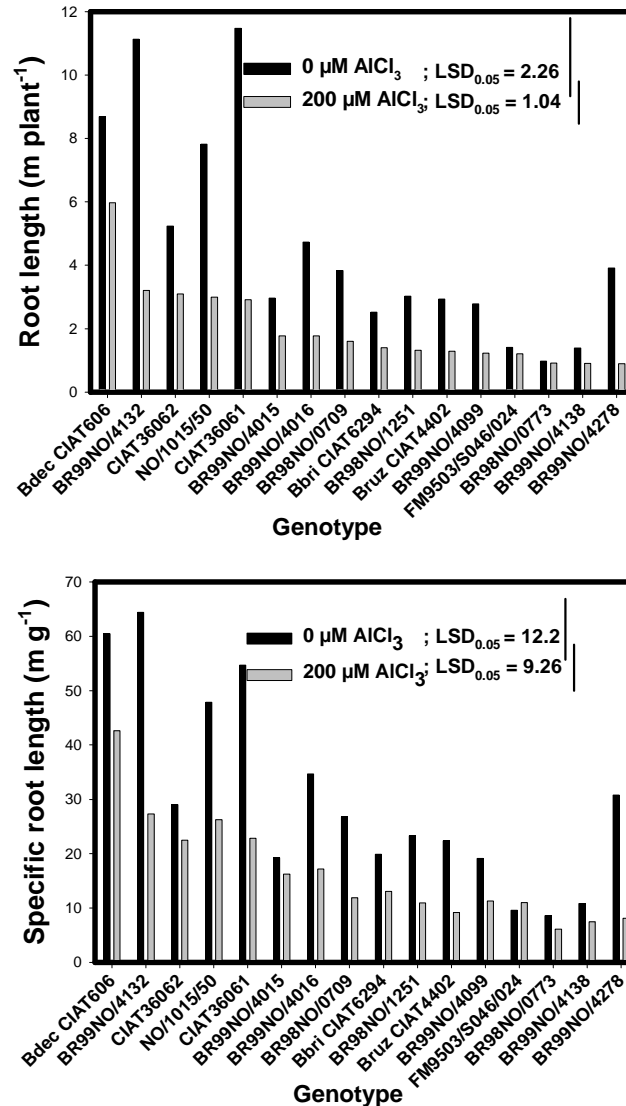 12
10
8
6
4
2
0
Root length (m plant⁻¹)
0 µM AlCl₃ ; LSD₀.₀₅ = 2.26
200 µM AlCl₃; LSD₀.₀₅ = 1.04
Bdec CIAT606
BR99NO/4132
CIAT36062
NO/1015/50
CIAT36061
BR99NO/4015
BR99NO/4016
BR98NO/0709
Bbri CIAT6294
BR98NO/1251
Bruz CIAT4402
BR99NO/4099
FM9503/S046/024
BR98NO/0773
BR99NO/4138
BR99NO/4278
Genotype
70
60
50
40
30
20
10
0
Specific root length (m g⁻¹)
0 µM AlCl₃ ; LSD₀.₀₅ = 12.2
200 µM AlCl₃; LSD₀.₀₅ = 9.26
Bdec CIAT606
BR99NO/4132
CIAT36062
NO/1015/50
CIAT36061
BR99NO/4015
BR99NO/4016
BR98NO/0709
Bbri CIAT6294
BR98NO/1251
Bruz CIAT4402
BR99NO/4099
FM9503/S046/024
BR98NO/0773
BR99NO/4138
BR99NO/4278
Genotype